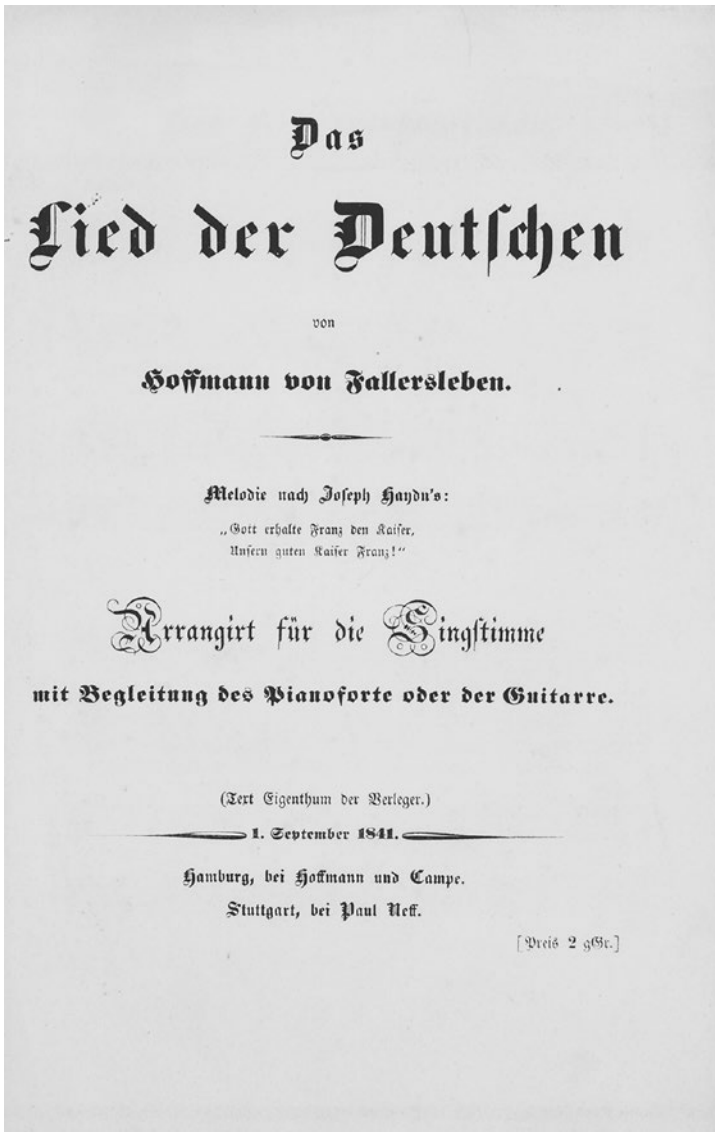 Das
Lied der Deutſchen
von
Hoffmann von Fallersleben.
Melodie nach Joſeph Haydn's:
„Gott erhalte Franz den Kaiſer,
Unſern guten Kaiſer Franz!“
Arrangirt für die Singſtimme
mit Begleitung des Pianoforte oder der Guitarre.
(Text Eigenthum der Verleger.)
1. September 1841.
Hamburg, bei Hoffmann und Campe.
Stuttgart, bei Paul Neff.
[Preis 2 gGr.]